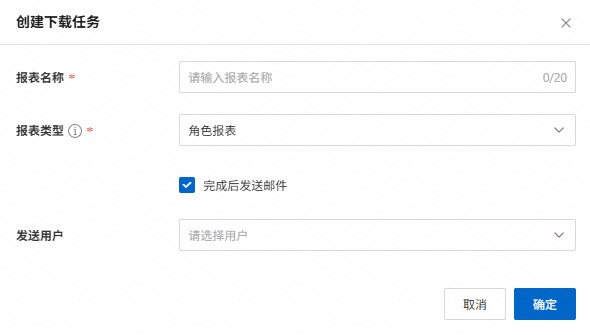 创建下载任务
报表名称 *
请输入报表名称 0/20
报表类型 *
角色报表
完成后发送邮件
发送用户
请选择用户
取消
确定